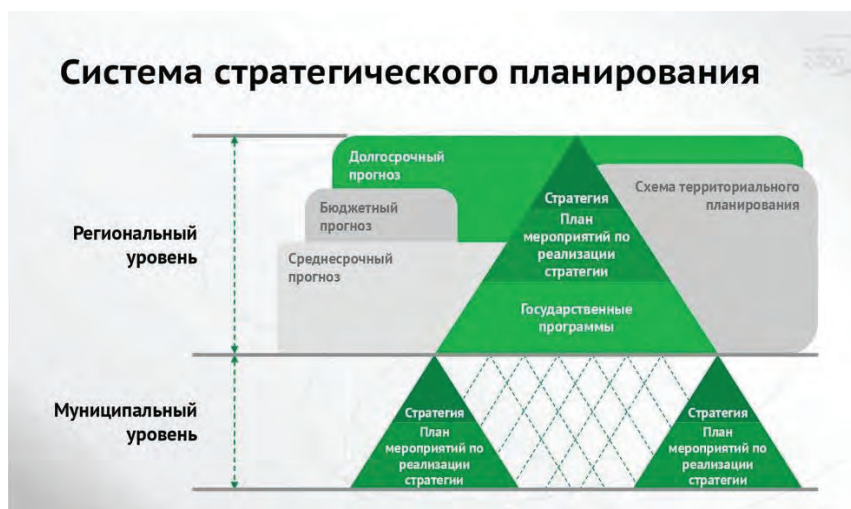 Система стратегического планирования
Долгосрочный
прогноз
Бюджетный
прогноз
Среднесрочный
прогноз
Стратегия
План
мероприятий по
реализации
стратегии
Государственные
программы
Схема территориального
планирования
Региональный
уровень
Муниципальный
уровень
Стратегия
План
мероприятий по
реализации
стратегии
Стратегия
План
мероприятий по
реализации
стратегии